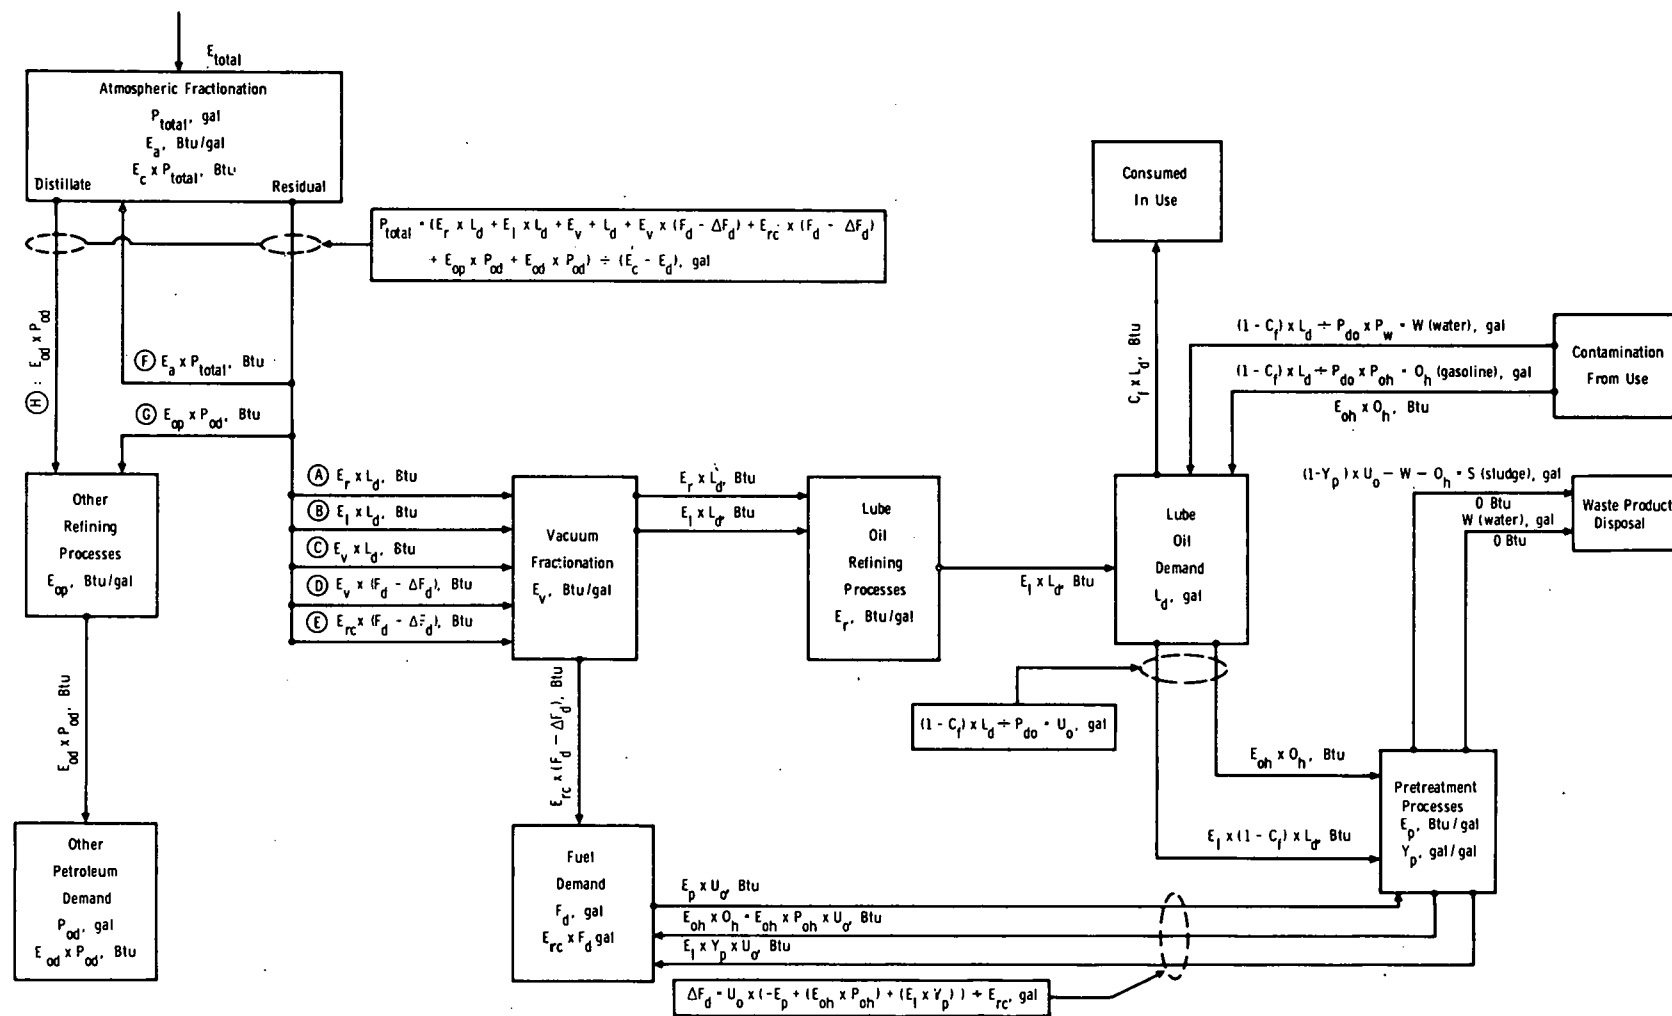 E_total
Atmospheric Fractionation
P_total, gal
E_a, Btu/gal
E_c x P_total, Btu
Distillate
Residual
P_total = (E_r x L_d + E_l x L_d + E_v + L_d + E_v x (F_d - ΔF_d) + E_rc x (F_d - ΔF_d)
+ E_op x P_od + E_od x P_od) ÷ (E_c - E_d), gal
Ⓗ : E_od x P_od
Ⓕ E_a x P_total, Btu
Ⓖ E_op x P_od, Btu
Ⓐ E_r x L_d, Btu
Ⓑ E_l x L_d, Btu
Ⓒ E_v x L_d, Btu
Ⓓ E_v x (F_d - ΔF_d), Btu
Ⓔ E_rc x (F_d - ΔF_d), Btu
Other
Refining
Processes
E_op, Btu/gal
E_od x P_od, Btu
Other
Petroleum
Demand
P_od, gal
E_od x P_od, Btu
Vacuum
Fractionation
E_v, Btu/gal
E_r x L_d, Btu
E_l x L_d, Btu
Lube
Oil
Refining
Processes
E_r, Btu/gal
E_l x L_d, Btu
E_rc x (F_d - ΔF_d), Btu
Fuel
Demand
F_d, gal
E_rc x F_d gal
Consumed
In Use
C_f x L_d, Btu
(1 - C_f) x L_d ÷ P_do x P_w = W (water), gal
(1 - C_f) x L_d ÷ P_do x P_oh = O_h (gasoline), gal
E_oh x O_h, Btu
Contamination
From Use
Lube
Oil
Demand
L_d, gal
(1-Y_p) x U_o - W - O_h = S (sludge), gal
0 Btu
W (water), gal
0 Btu
Waste Product
Disposal
(1 - C_f) x L_d ÷ P_do = U_o, gal
E_oh x O_h, Btu
E_l x (1 - C_f) x L_d, Btu
Pretreatment
Processes
E_p, Btu/gal
Y_p, gal/gal
E_p x U_o, Btu
E_oh x O_h = E_oh x P_oh x U_o, Btu
E_l x Y_p x U_o, Btu
ΔF_d = U_o x (-E_p + (E_oh x P_oh) + (E_l x Y_p)) ÷ E_rc, gal